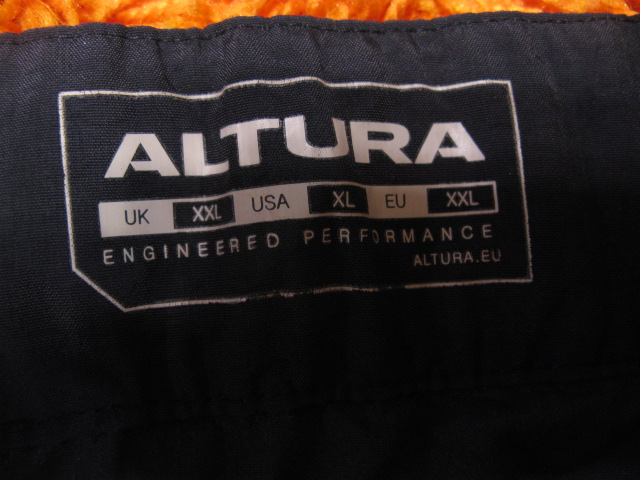 ALTURA
UK XXL USA XL EU XXL
ENGINEERED PERFORMANCE
ALTURA.EU